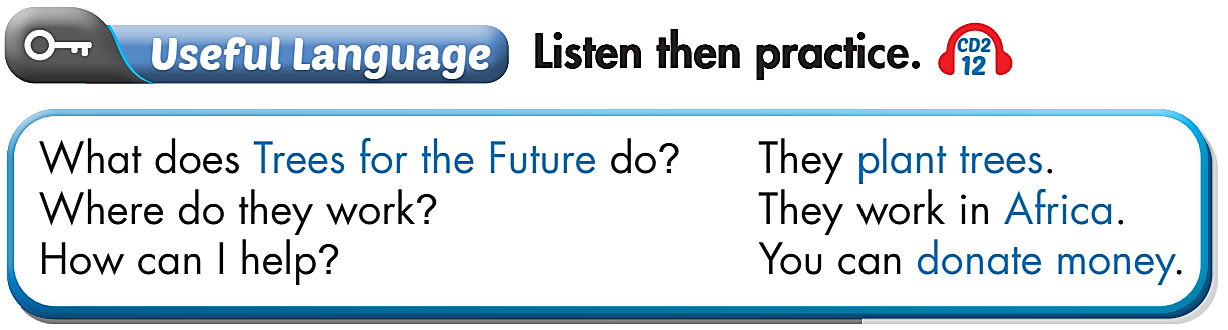 Useful Language Listen then practice. CD2 12
What does Trees for the Future do? They plant trees.
Where do they work? They work in Africa.
How can I help? You can donate money.